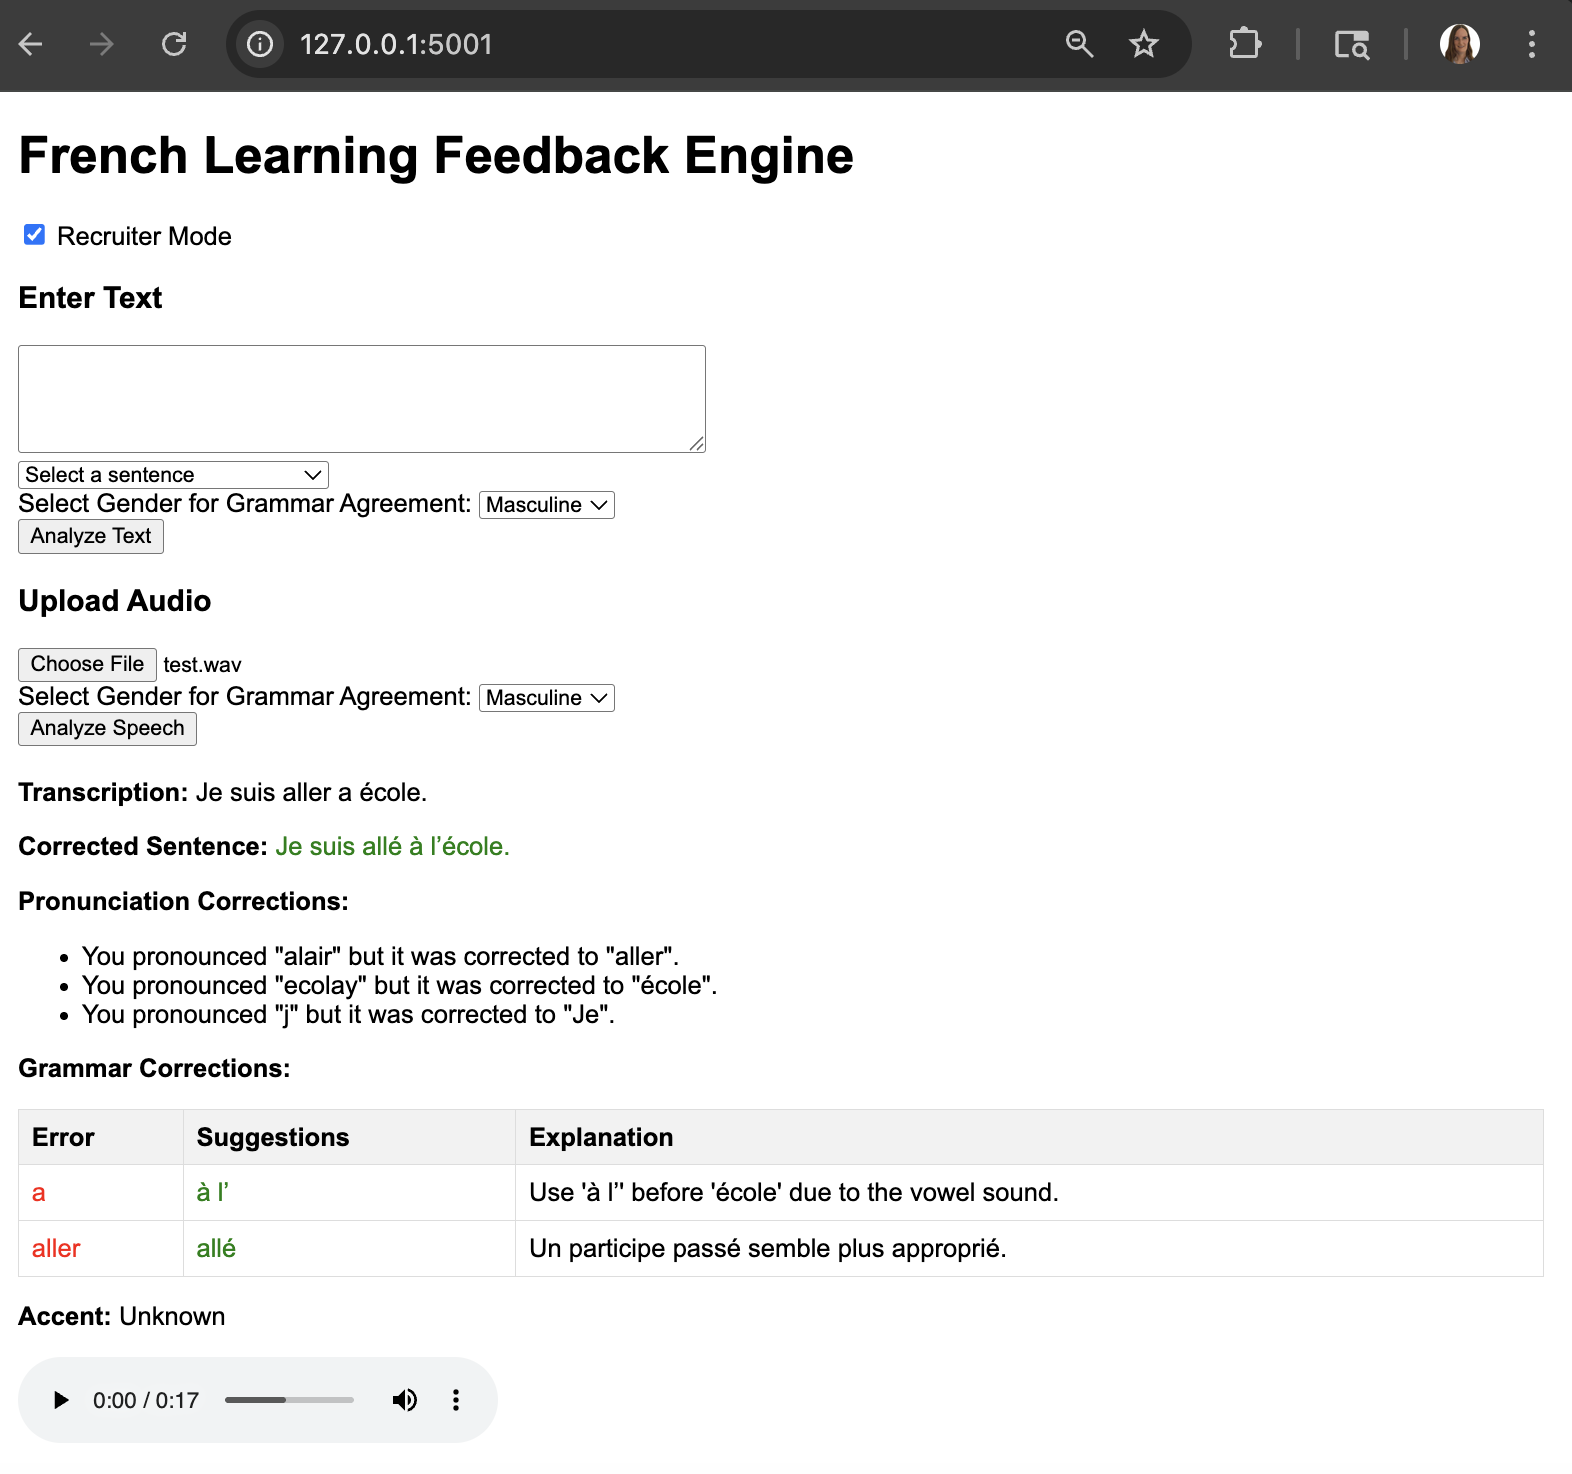 127.0.0.1:5001
French Learning Feedback Engine
Recruiter Mode
Enter Text
Select a sentence
Select Gender for Grammar Agreement: Masculine
Analyze Text
Upload Audio
Choose File test.wav
Select Gender for Grammar Agreement: Masculine
Analyze Speech
Transcription: Je suis aller a école.
Corrected Sentence: Je suis allé à l’école.
Pronunciation Corrections:
• You pronounced "alair" but it was corrected to "aller".
• You pronounced "ecolay" but it was corrected to "école".
• You pronounced "j" but it was corrected to "Je".
Grammar Corrections:
Error Suggestions Explanation
a à l’ Use 'à l’' before 'école' due to the vowel sound.
aller allé Un participe passé semble plus approprié.
Accent: Unknown
0:00 / 0:17